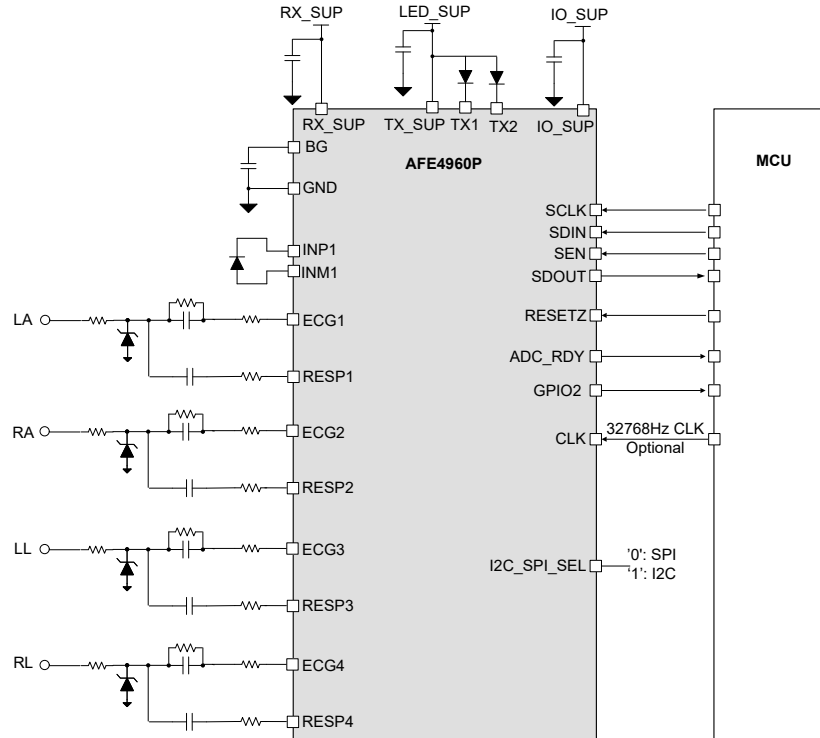 RX_SUP
LED_SUP
IO_SUP
RX_SUP
TX_SUP
TX1
TX2
IO_SUP
BG
AFE4960P
MCU
GND
SCLK
SDIN
INP1
SEN
INM1
SDOUT
LA
ECG1
RESETZ
ADC_RDY
RESP1
GPIO2
RA
ECG2
CLK
32768Hz CLK
Optional
RESP2
LL
ECG3
I2C_SPI_SEL
'0': SPI
‘1’: I2C
RESP3
RL
ECG4
RESP4